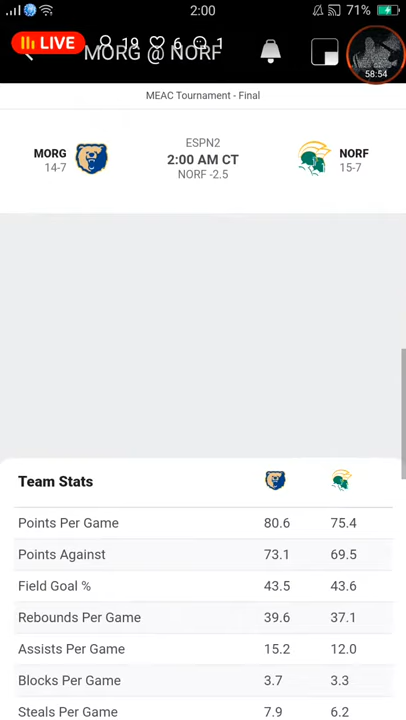 2:00
71%
LIVE
19
6
1
MORG @ NORF
58:54
MEAC Tournament - Final
MORG
14-7
ESPN2
2:00 AM CT
NORF -2.5
NORF
15-7
Team Stats
Points Per Game 80.6 75.4
Points Against 73.1 69.5
Field Goal % 43.5 43.6
Rebounds Per Game 39.6 37.1
Assists Per Game 15.2 12.0
Blocks Per Game 3.7 3.3
Steals Per Game 7.9 6.2